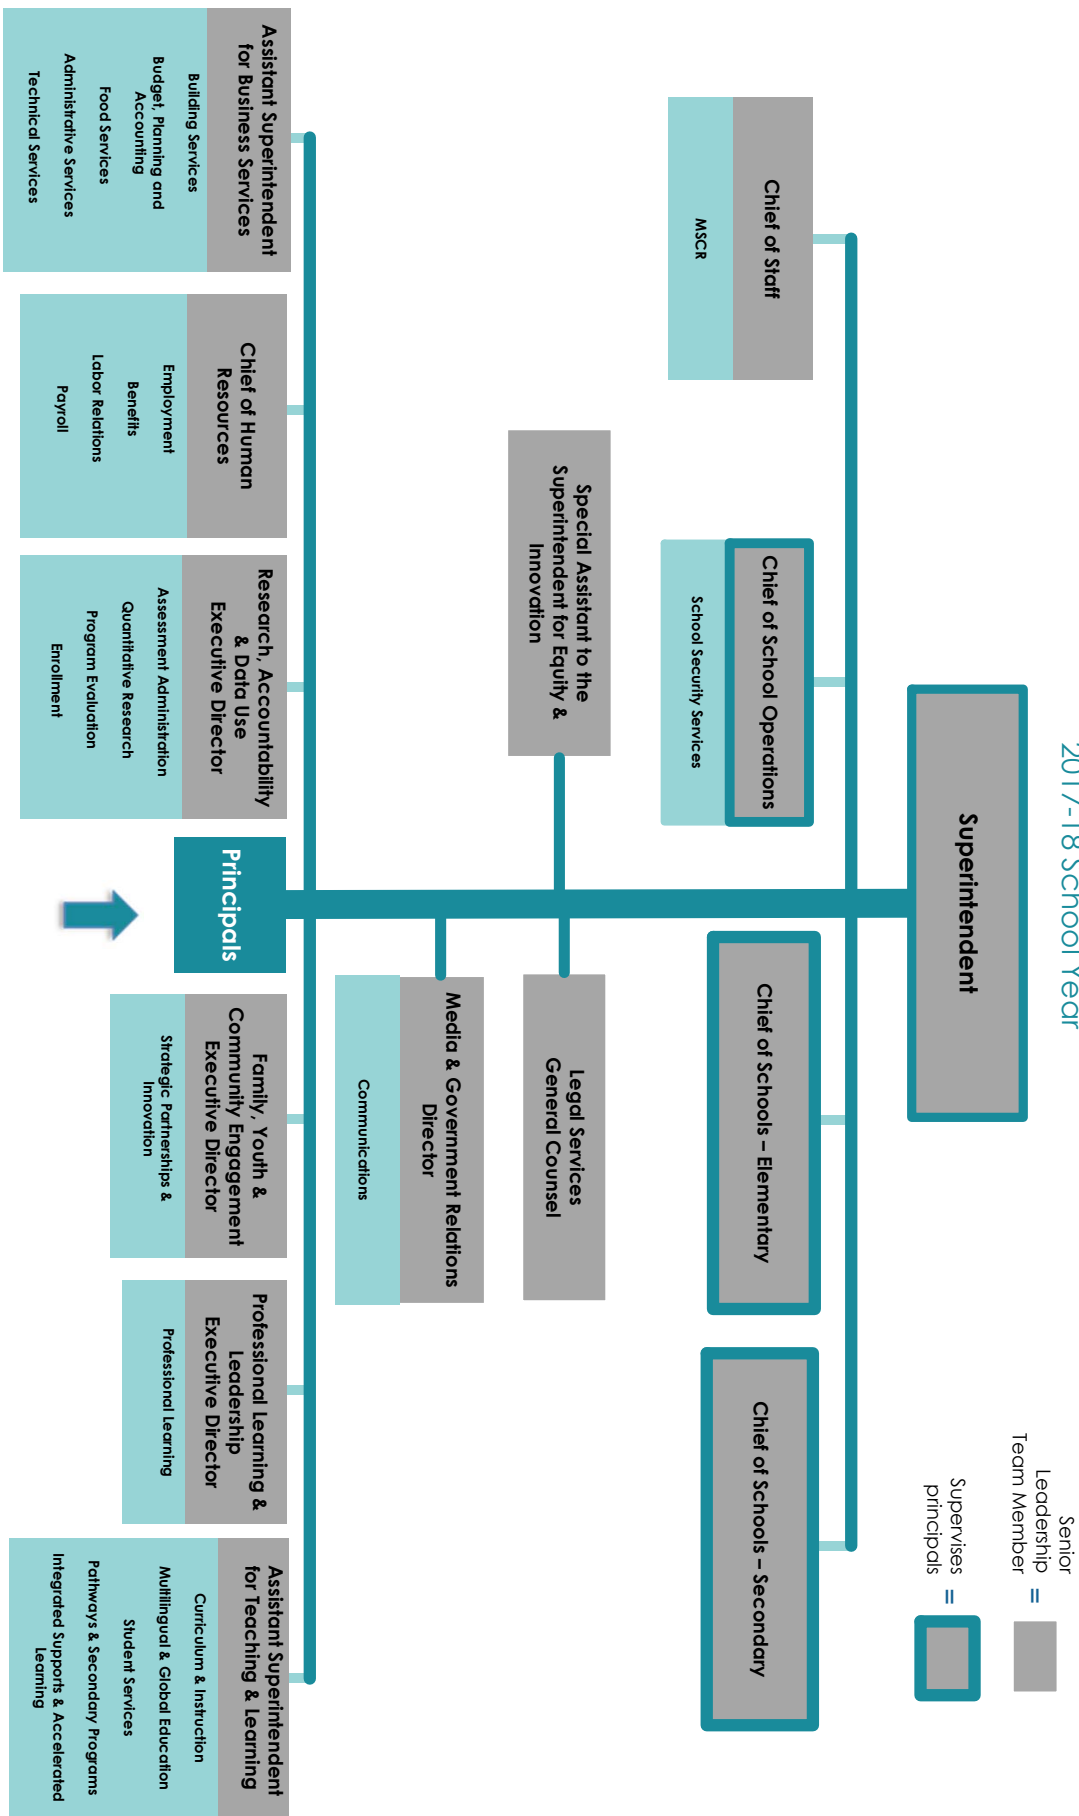 2017-18 School Year
Senior
Leadership
Team Member
=
Supervises
principals
=
Superintendent
Chief of Staff
MSCR
Chief of School Operations
School Security Services
Chief of Schools – Elementary
Chief of Schools – Secondary
Special Assistant to the
Superintendent for Equity &
Innovation
Legal Services
General Counsel
Media & Government Relations
Director
Communications
Assistant Superintendent
for Business Services
Building Services
Budget, Planning and
Accounting
Food Services
Administrative Services
Technical Services
Chief of Human
Resources
Employment
Benefits
Labor Relations
Payroll
Research, Accountability
& Data Use
Executive Director
Assessment Administration
Quantitative Research
Program Evaluation
Enrollment
Principals
Family, Youth &
Community Engagement
Executive Director
Strategic Partnerships &
Innovation
Professional Learning &
Leadership
Executive Director
Professional Learning
Assistant Superintendent
for Teaching & Learning
Curriculum & Instruction
Multilingual & Global Education
Student Services
Pathways & Secondary Programs
Integrated Supports & Accelerated
Learning